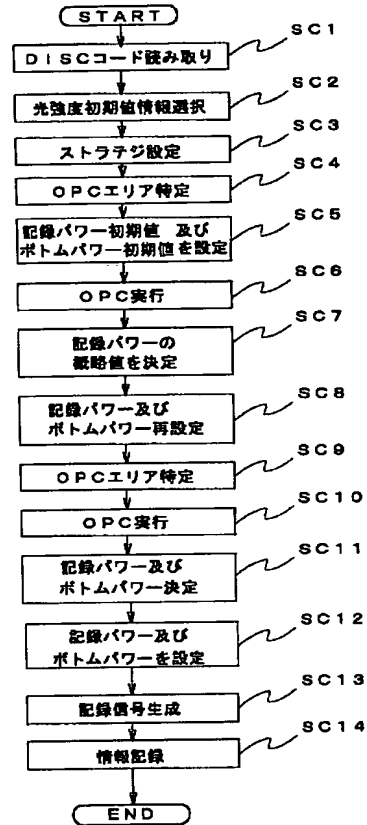 START
SC1
DISCコード読み取り
SC2
光強度初期値情報選択
SC3
ストラテジ設定
SC4
OPCエリア特定
SC5
記録パワー初期値 及び
ボトムパワー初期値を設定
SC6
OPC実行
SC7
記録パワーの
概略値を決定
SC8
記録パワー及び
ボトムパワー再設定
SC9
OPCエリア特定
SC10
OPC実行
SC11
記録パワー及び
ボトムパワー決定
SC12
記録パワー及び
ボトムパワーを設定
SC13
記録信号生成
SC14
情報記録
END